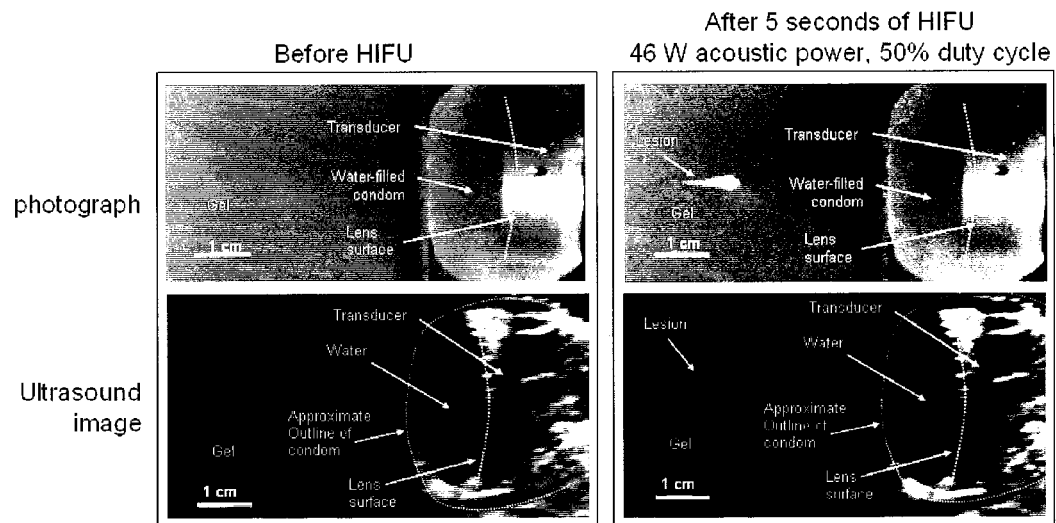 Before HIFU
After 5 seconds of HIFU
46 W acoustic power, 50% duty cycle
photograph
Transducer
Water-filled
condom
Gel
Lens
surface
1 cm
Transducer
Lesion
Water-filled
condom
Gel
Lens
surface
1 cm
Ultrasound
image
Transducer
Water
Approximate
Outline of
condom
Gel
Lens
surface
1 cm
Transducer
Lesion
Water
Approximate
Outline of
condom
Gel
Lens
surface
1 cm